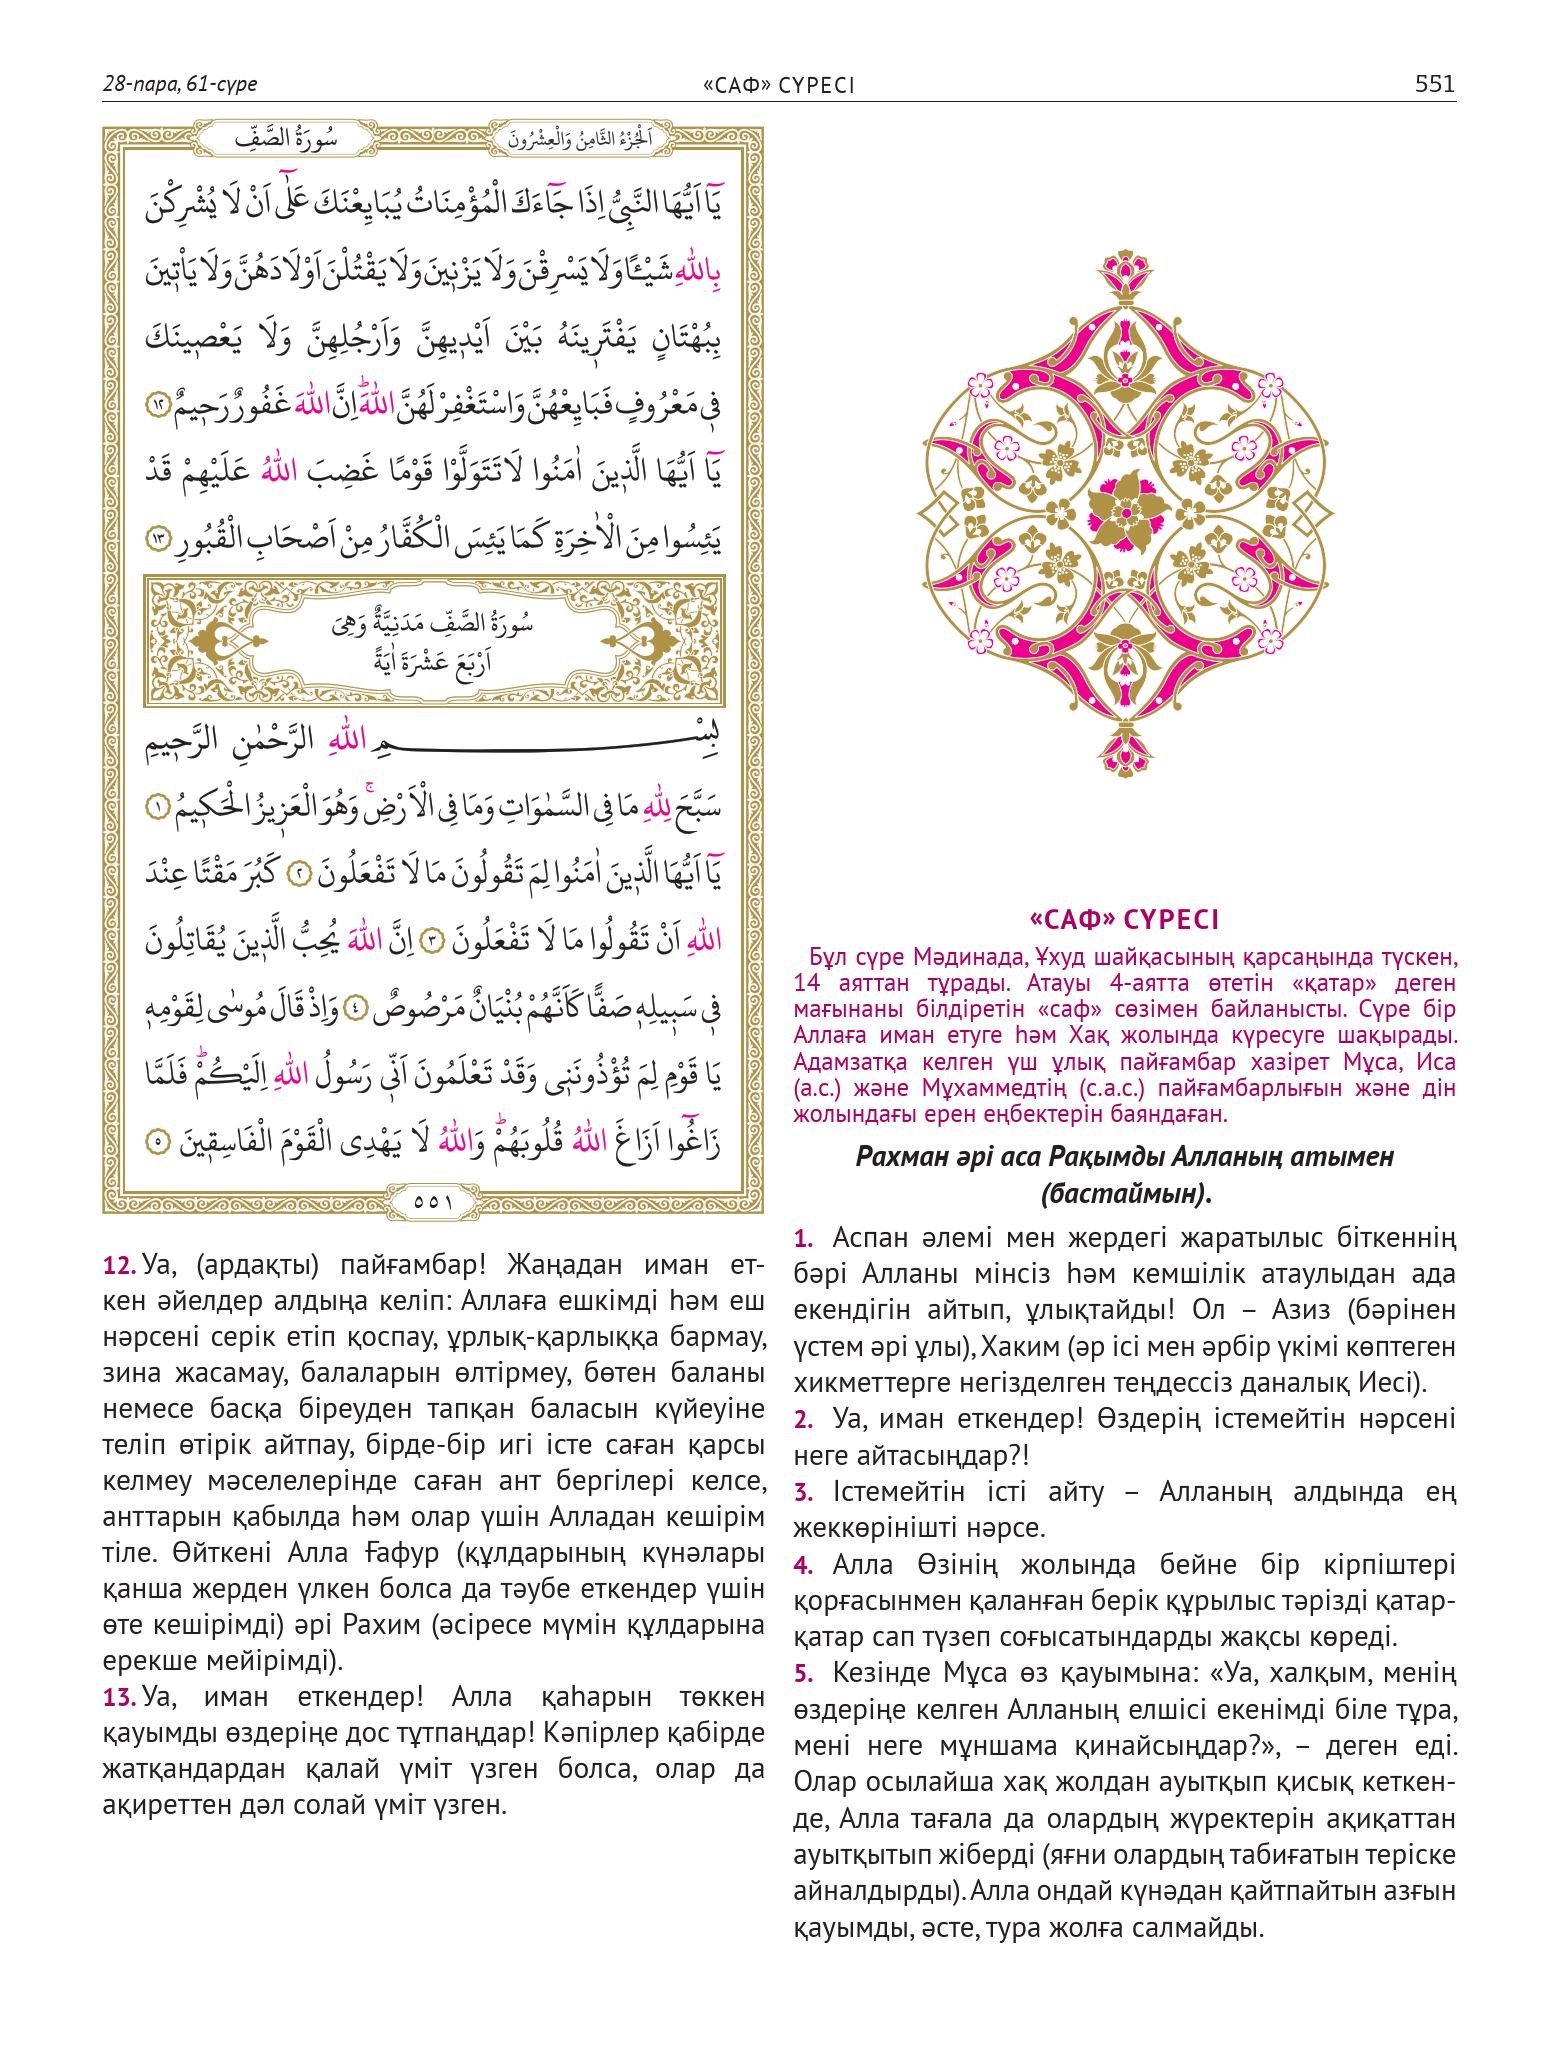 28-пара, 61-сүре
«САФ» СҮРЕСІ
551
سُورَةُ الصَّفِّ
اَلْجُزْءُ الثَّامِنُ وَالْعِشْرُونَ
يَٓا اَيُّهَا النَّبِيُّ اِذَا جَٓاءَكَ الْمُؤْمِنَاتُ يُبَايِعْنَكَ عَلٰٓى اَنْ لَا يُشْرِكْنَ
بِاللّٰهِ شَيْـًٔا وَلَا يَسْرِقْنَ وَلَا يَزْن۪ينَ وَلَا يَقْتُلْنَ اَوْلَادَهُنَّ وَلَا يَأْت۪ينَ
بِبُهْتَانٍ يَفْتَر۪ينَهُ بَيْنَ اَيْد۪يهِنَّ وَاَرْجُلِهِنَّ وَلَا يَعْص۪ينَكَ
ف۪ي مَعْرُوفٍ فَبَايِعْهُنَّ وَاسْتَغْفِرْ لَهُنَّ اللّٰهَۜ اِنَّ اللّٰهَ غَفُورٌ رَح۪يمٌ ١٢
يَٓا اَيُّهَا الَّذ۪ينَ اٰمَنُوا لَا تَتَوَلَّوْا قَوْمًا غَضِبَ اللّٰهُ عَلَيْهِمْ قَدْ
يَئِسُوا مِنَ الْاٰخِرَةِ كَمَا يَئِسَ الْكُفَّارُ مِنْ اَصْحَابِ الْقُبُورِ ١٣
سُورَةُ الصَّفِّ مَدَنِيَّةٌ وَهِيَ
اَرْبَعَ عَشْرَةَ اٰيَةً
بِسْمِ اللّٰهِ الرَّحْمٰنِ الرَّح۪يمِ
سَبَّحَ لِلّٰهِ مَا فِي السَّمٰوَاتِ وَمَا فِي الْاَرْضِۚ وَهُوَ الْعَز۪يزُ الْحَك۪يمُ ١
يَٓا اَيُّهَا الَّذ۪ينَ اٰمَنُوا لِمَ تَقُولُونَ مَا لَا تَفْعَلُونَ ٢ كَبُرَ مَقْتًا عِنْدَ
اللّٰهِ اَنْ تَقُولُوا مَا لَا تَفْعَلُونَ ٣ اِنَّ اللّٰهَ يُحِبُّ الَّذ۪ينَ يُقَاتِلُونَ
ف۪ي سَب۪يلِه۪ صَفًّا كَاَنَّهُمْ بُنْيَانٌ مَرْصُوصٌ ٤ وَاِذْ قَالَ مُوسٰى لِقَوْمِه۪
يَا قَوْمِ لِمَ تُؤْذُونَن۪ي وَقَدْ تَعْلَمُونَ اَنّ۪ي رَسُولُ اللّٰهِ اِلَيْكُمْۜ فَلَمَّا
زَاغُٓوا اَزَاغَ اللّٰهُ قُلُوبَهُمْۜ وَاللّٰهُ لَا يَهْدِي الْقَوْمَ الْفَاسِق۪ينَ ٥
٥٥١
12. Уа, (ардақты) пайғамбар! Жаңадан иман ет-
кен әйелдер алдыңа келіп: Аллаға ешкімді һәм еш
нәрсені серік етіп қоспау, ұрлық-қарлыққа бармау,
зина жасамау, балаларын өлтірмеу, бөтен баланы
немесе басқа біреуден тапқан баласын күйеуіне
теліп өтірік айтпау, бірде-бір игі істе саған қарсы
келмеу мәселелерінде саған ант бергілері келсе,
анттарын қабылда һәм олар үшін Алладан кешірім
тіле. Өйткені Алла Ғафур (құлдарының күнәлары
қанша жерден үлкен болса да тәубе еткендер үшін
өте кешірімді) әрі Рахим (әсіресе мүмін құлдарына
ерекше мейірімді).
13. Уа, иман еткендер! Алла қаһарын төккен
қауымды өздеріңе дос тұтпаңдар! Кәпірлер қабірде
жатқандардан қалай үміт үзген болса, олар да
ақиреттен дәл солай үміт үзген.
«САФ» СҮРЕСІ
Бұл сүре Мәдинада, Ұхуд шайқасының қарсаңында түскен,
14 аяттан тұрады. Атауы 4-аятта өтетін «қатар» деген
мағынаны білдіретін «саф» сөзімен байланысты. Сүре бір
Аллаға иман етуге һәм Хақ жолында күресуге шақырады.
Адамзатқа келген үш ұлық пайғамбар хазірет Мұса, Иса
(а.с.) және Мұхаммедтің (с.а.с.) пайғамбарлығын және дін
жолындағы ерен еңбектерін баяндаған.
Рахман әрі аса Рақымды Алланың атымен
(бастаймын).
1. Аспан әлемі мен жердегі жаратылыс біткеннің
бәрі Алланы мінсіз һәм кемшілік атаулыдан ада
екендігін айтып, ұлықтайды! Ол – Азиз (бәрінен
үстем әрі ұлы), Хаким (әр ісі мен әрбір үкімі көптеген
хикметтерге негізделген теңдессіз даналық Иесі).
2. Уа, иман еткендер! Өздерің істемейтін нәрсені
неге айтасыңдар?!
3. Істемейтін істі айту – Алланың алдында ең
жеккөрінішті нәрсе.
4. Алла Өзінің жолында бейне бір кірпіштері
қорғасынмен қаланған берік құрылыс тәрізді қатар-
қатар сап түзеп соғысатындарды жақсы көреді.
5. Кезінде Мұса өз қауымына: «Уа, халқым, менің
өздеріңе келген Алланың елшісі екенімді біле тұра,
мені неге мұншама қинайсыңдар?», – деген еді.
Олар осылайша хақ жолдан ауытқып қисық кеткен-
де, Алла тағала да олардың жүректерін ақиқаттан
ауытқытып жіберді (яғни олардың табиғатын теріске
айналдырды). Алла ондай күнәдан қайтпайтын азғын
қауымды, әсте, тура жолға салмайды.